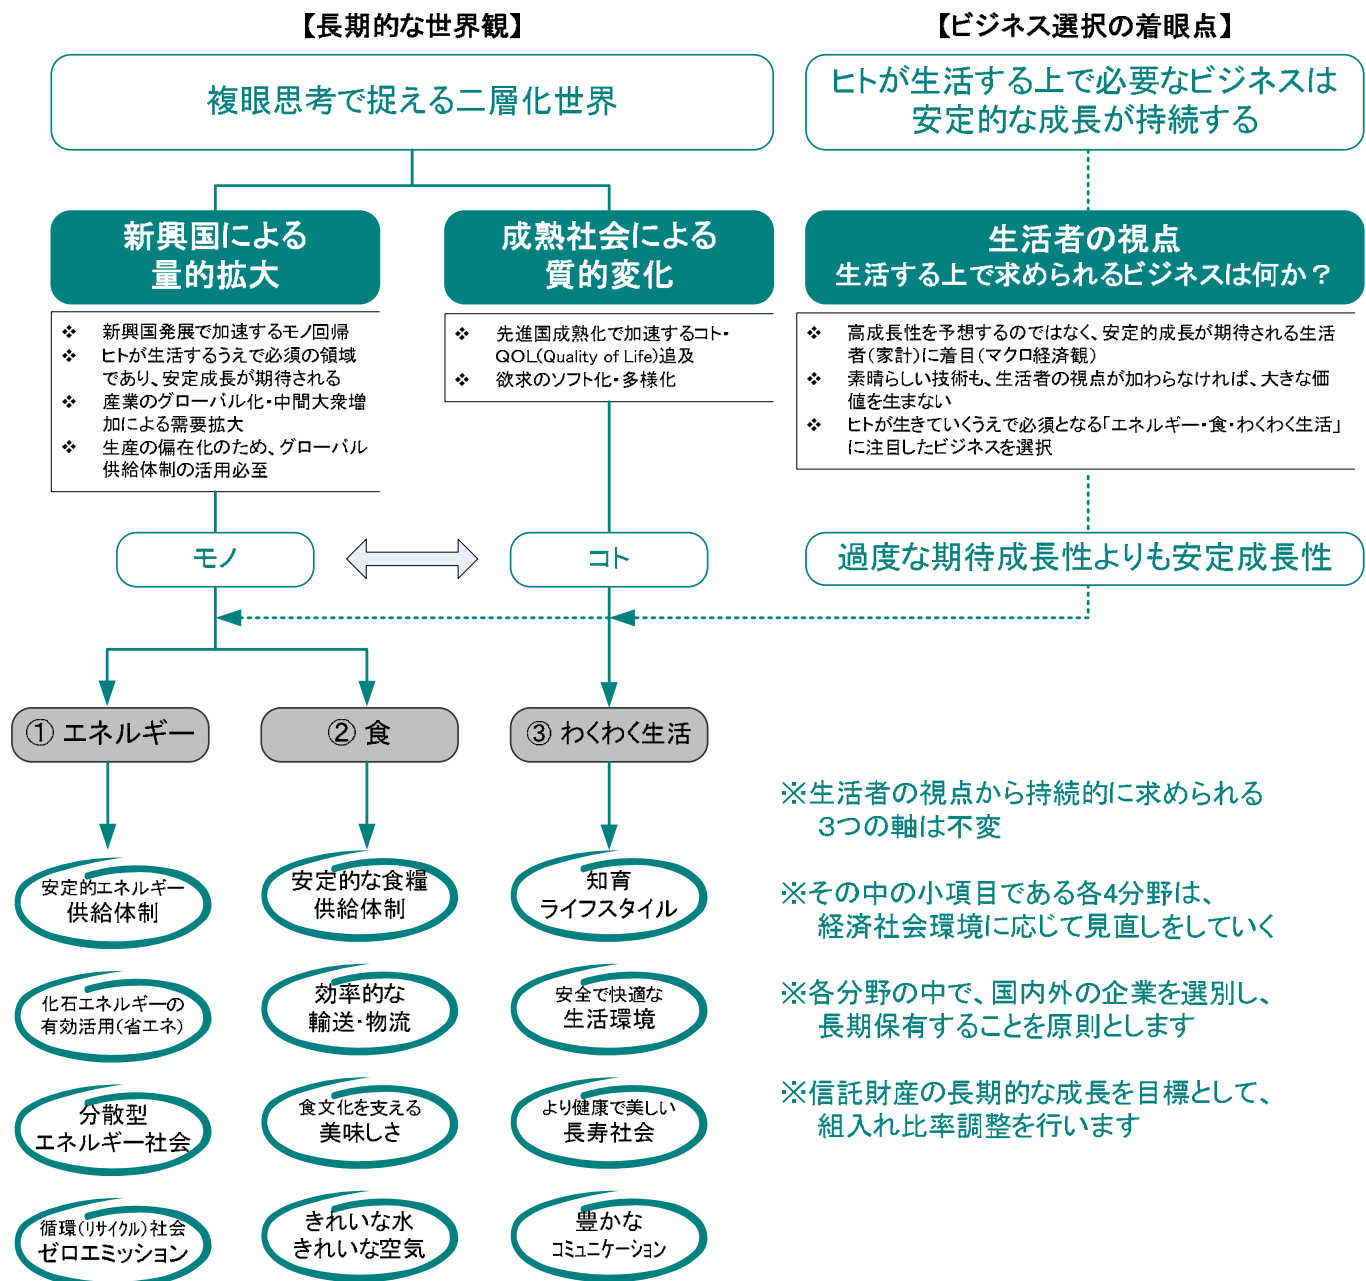 【長期的な世界観】
【ビジネス選択の着眼点】
複眼思考で捉える二層化世界
ヒトが生活する上で必要なビジネスは
安定的な成長が持続する
新興国による
量的拡大
成熟社会による
質的変化
生活者の視点
生活する上で求められるビジネスは何か？
❖ 新興国発展で加速するモノ回帰
❖ ヒトが生活するうえで必須の領域
であり、安定成長が期待される
❖ 産業のグローバル化・中間大衆増
加による需要拡大
❖ 生産の偏在化のため、グローバル
供給体制の活用必至
❖ 先進国成熟化で加速するコト・
QOL(Quality of Life)追及
❖ 欲求のソフト化・多様化
❖ 高成長性を予想するのではなく、安定的成長が期待される生活
者(家計)に着目(マクロ経済観)
❖ 素晴らしい技術も、生活者の視点が加わらなければ、大きな価
値を生まない
❖ ヒトが生きていくうえで必須となる「エネルギー・食・わくわく生活」
に注目したビジネスを選択
モノ
コト
過度な期待成長性よりも安定成長性
① エネルギー
② 食
③ わくわく生活
安定的エネルギー
供給体制
安定的な食糧
供給体制
知育
ライフスタイル
化石エネルギーの
有効活用(省エネ)
効率的な
輸送・物流
安全で快適な
生活環境
分散型
エネルギー社会
食文化を支える
美味しさ
より健康で美しい
長寿社会
循環(リサイクル)社会
ゼロエミッション
きれいな水
きれいな空気
豊かな
コミュニケーション
※生活者の視点から持続的に求められる
3つの軸は不変
※その中の小項目である各4分野は、
経済社会環境に応じて見直しをしていく
※各分野の中で、国内外の企業を選別し、
長期保有することを原則とします
※信託財産の長期的な成長を目標として、
組入れ比率調整を行います